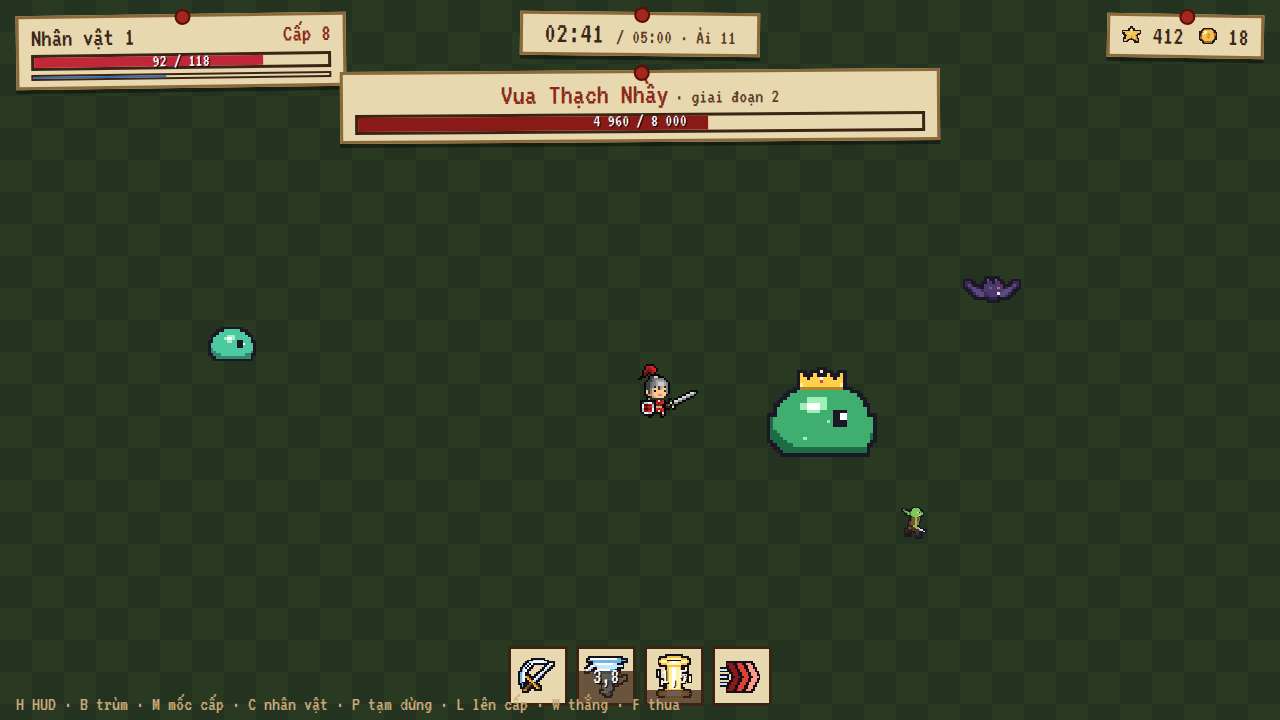 Nhân vật 1 Cấp 8
92 / 118
02:41 / 05:00 · Ải 11
412 18
Vua Thạch Nhầy · giai đoạn 2
4 960 / 8 000
3,8
H HUD · B trùm · M mốc cấp · C nhân vật · P tạm dừng · L lên cấp · W thắng · F thua